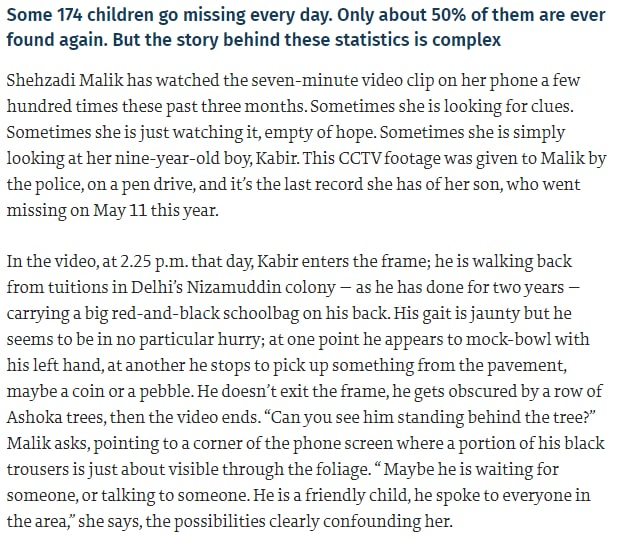 Some 174 children go missing every day. Only about 50% of them are ever
found again. But the story behind these statistics is complex
Shehzadi Malik has watched the seven-minute video clip on her phone a few
hundred times these past three months. Sometimes she is looking for clues.
Sometimes she is just watching it, empty of hope. Sometimes she is simply
looking at her nine-year-old boy, Kabir. This CCTV footage was given to Malik by
the police, on a pen drive, and it's the last record she has of her son, who went
missing on May 11 this year.
In the video, at 2.25 p.m. that day, Kabir enters the frame; he is walking back
from tuitions in Delhi's Nizamuddin colony — as he has done for two years —
carrying a big red-and-black schoolbag on his back. His gait is jaunty but he
seems to be in no particular hurry; at one point he appears to mock-bowl with
his left hand, at another he stops to pick up something from the pavement,
maybe a coin or a pebble. He doesn't exit the frame, he gets obscured by a row of
Ashoka trees, then the video ends. “Can you see him standing behind the tree?”
Malik asks, pointing to a corner of the phone screen where a portion of his black
trousers is just about visible through the foliage. “ Maybe he is waiting for
someone, or talking to someone. He is a friendly child, he spoke to everyone in
the area,” she says, the possibilities clearly confounding her.